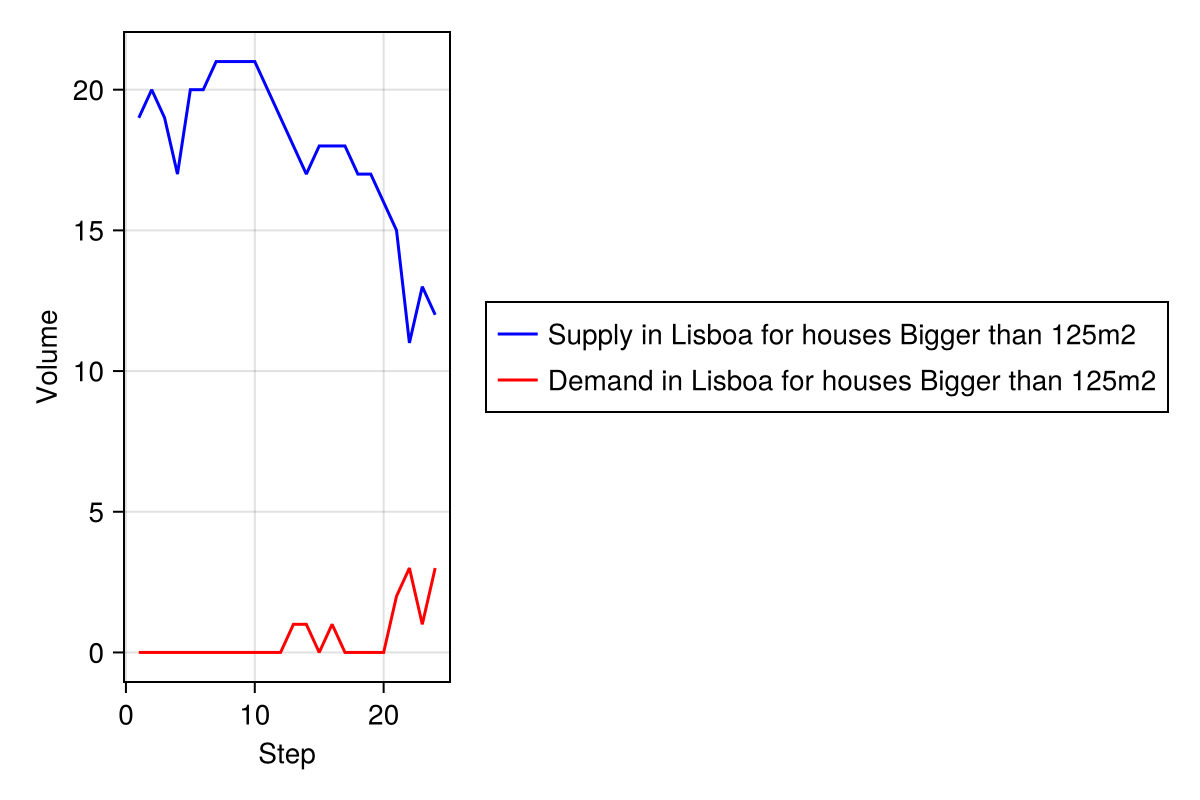 20
15
10
5
0
Volume
0 10 20
Step
Supply in Lisboa for houses Bigger than 125m2
Demand in Lisboa for houses Bigger than 125m2